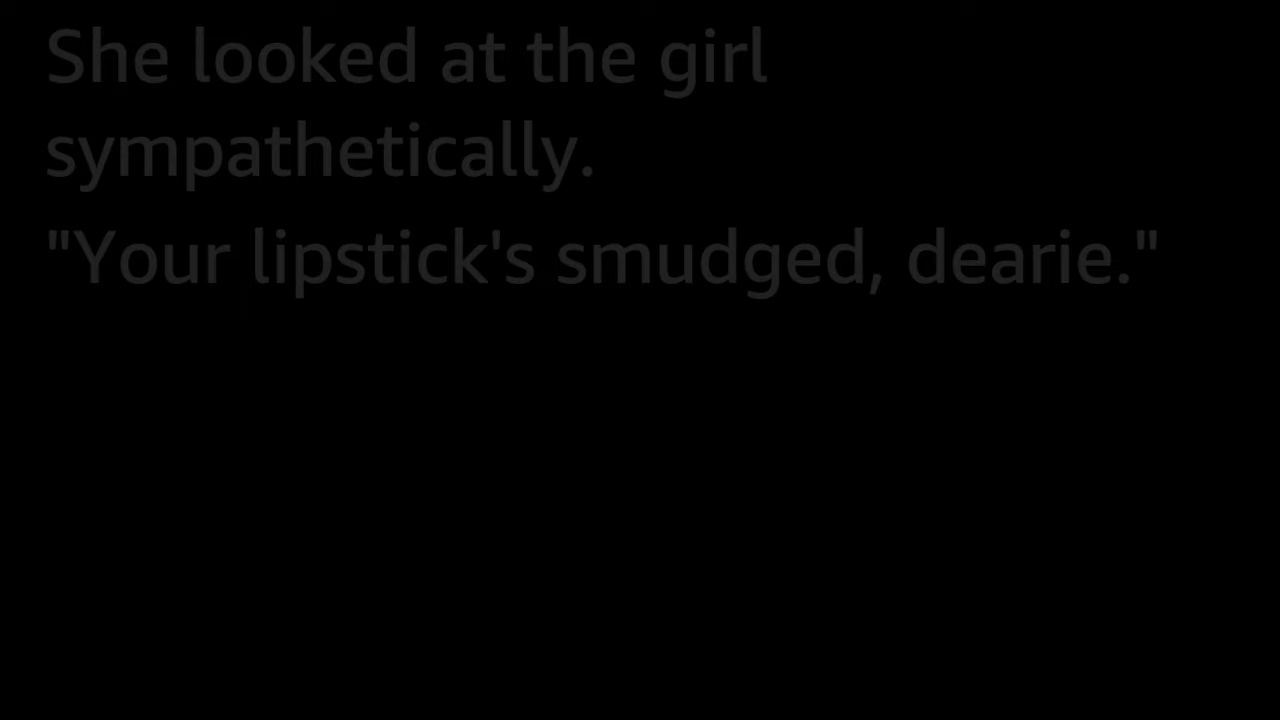 She looked at the girl
sympathetically.
"Your lipstick's smudged, dearie."